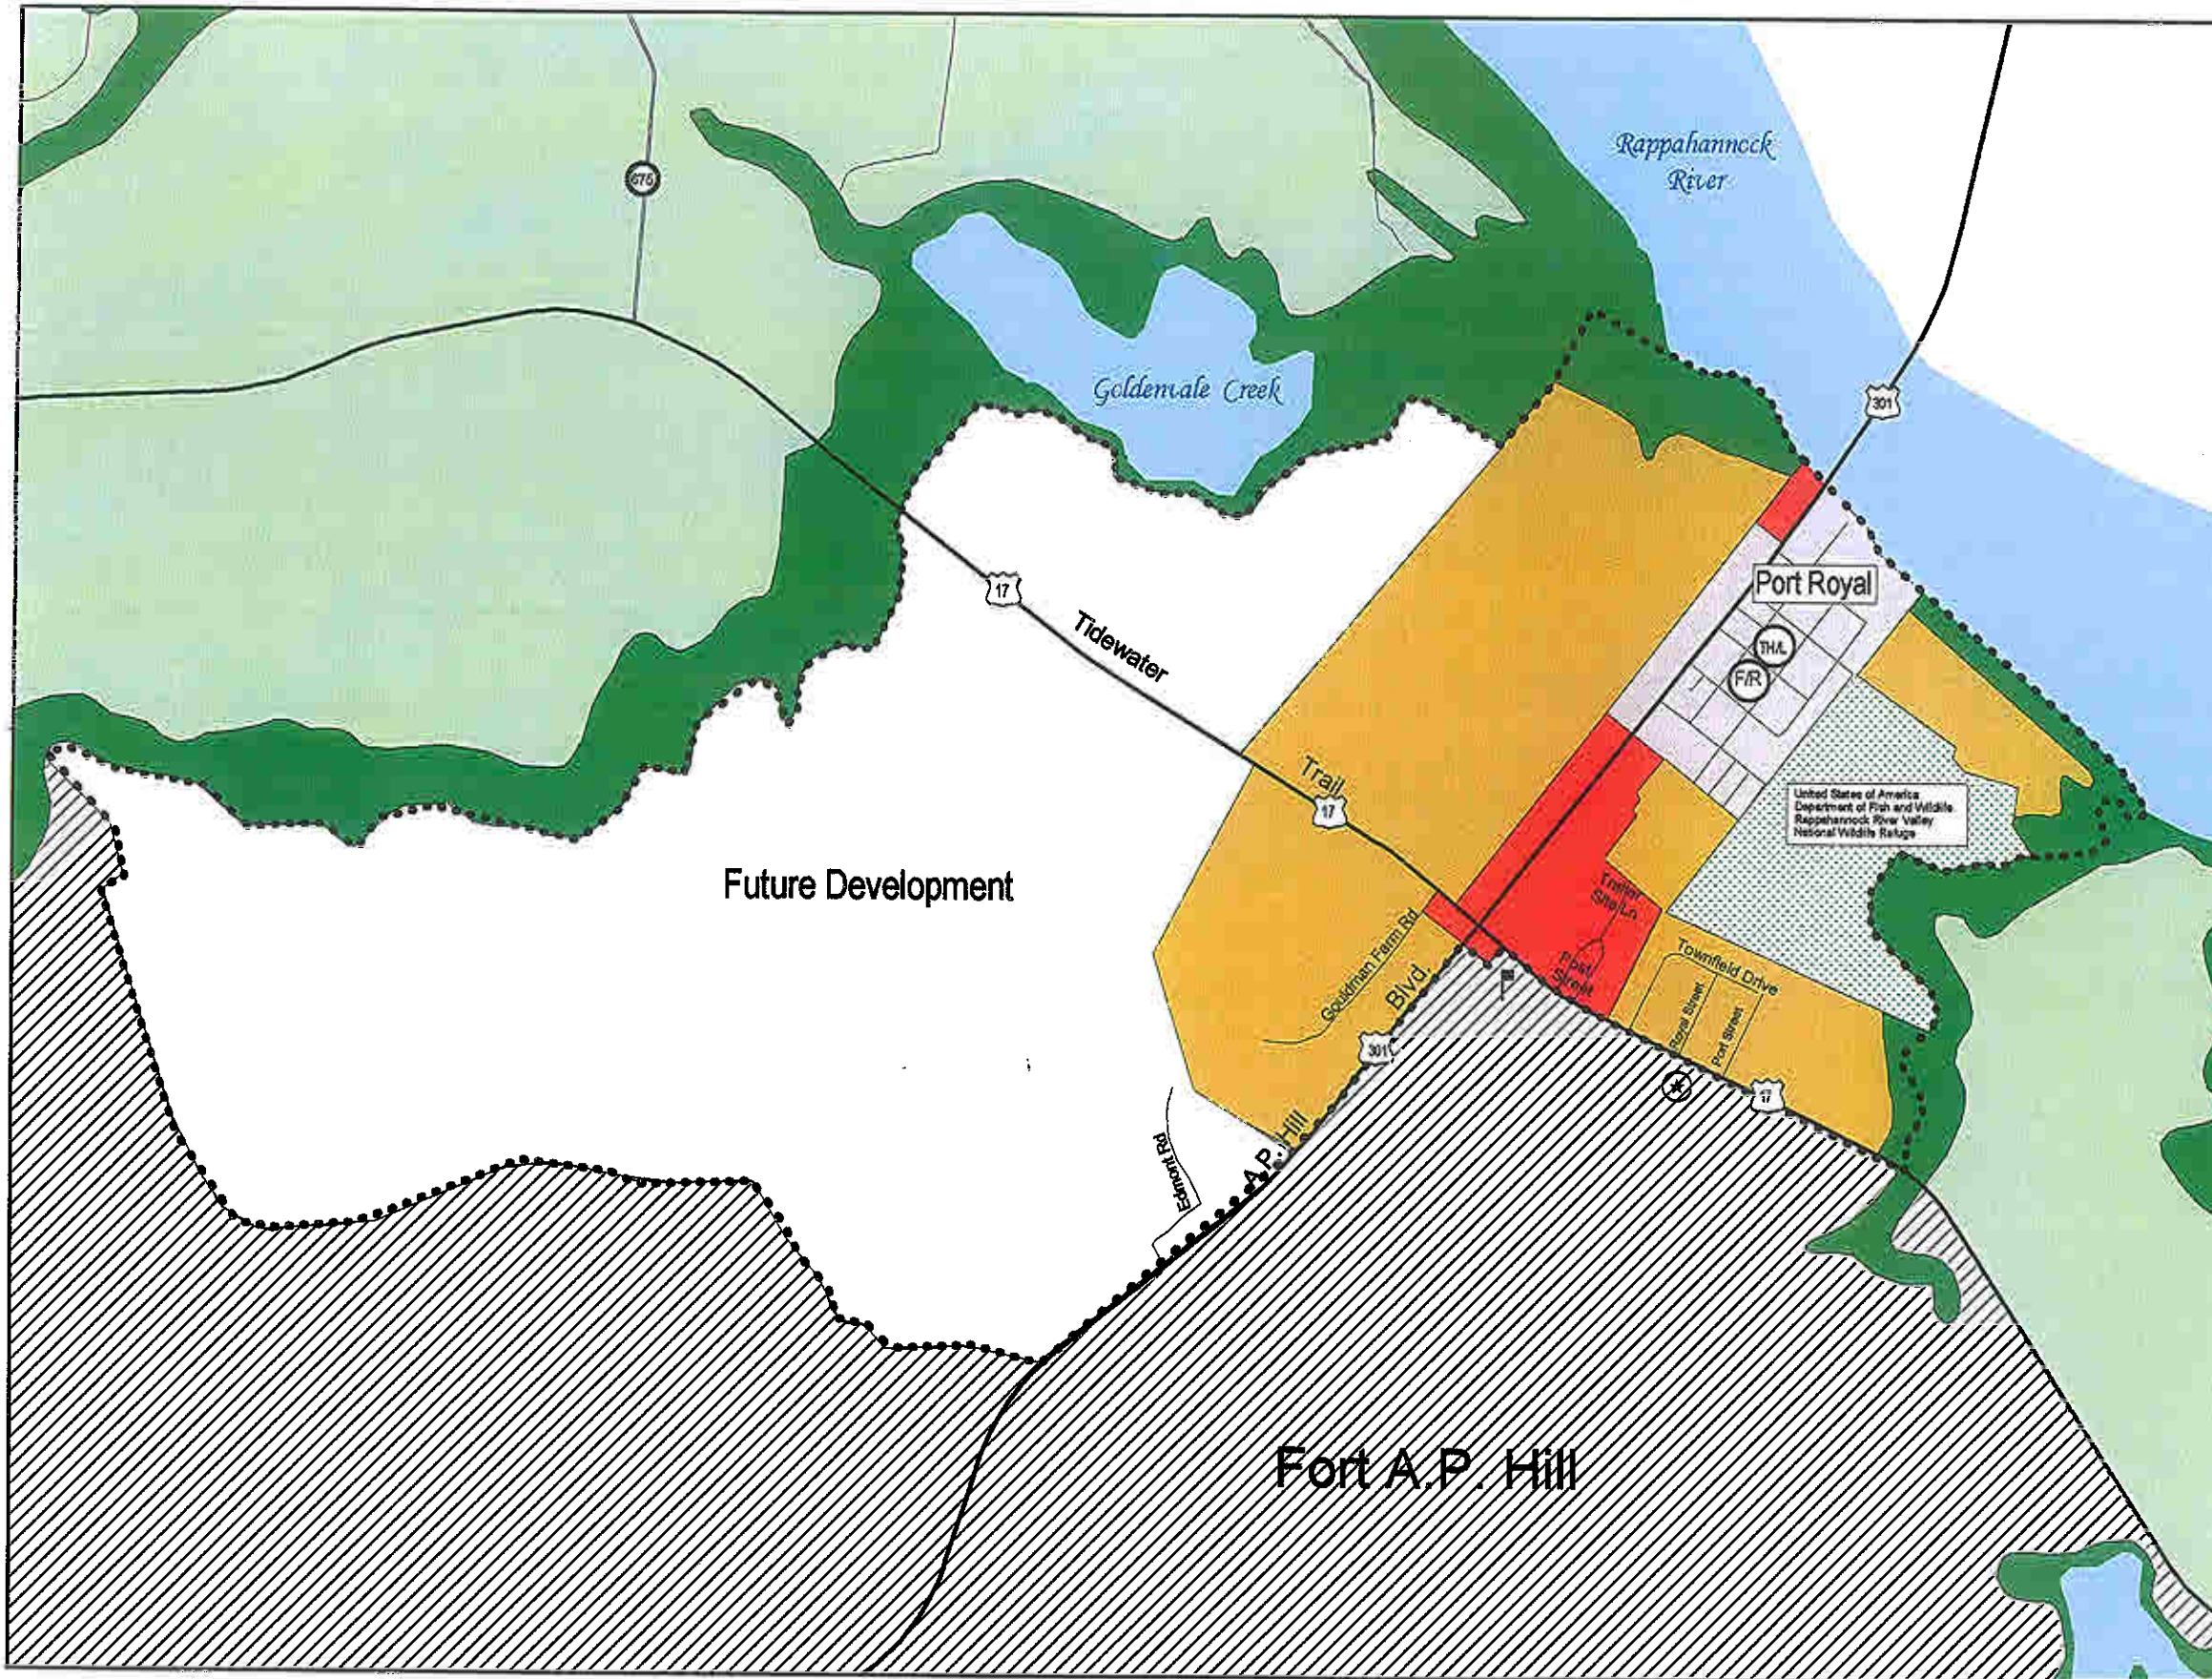 Rappahannock
River
675
Goldenvale Creek
301
17
Tidewater
Port Royal
TH/L
F/R
Trail
17
United States of America
Department of Fish and Wildlife
Rappahannock River Valley
National Wildlife Refuge
Future Development
Trailer
Site Ln
Gouldman Farm Rd
Post
Street
Townfield Drive
Royal Street
Port Street
Blvd.
301
17
A.P. Hill
Edmont Rd
Fort A.P. Hill